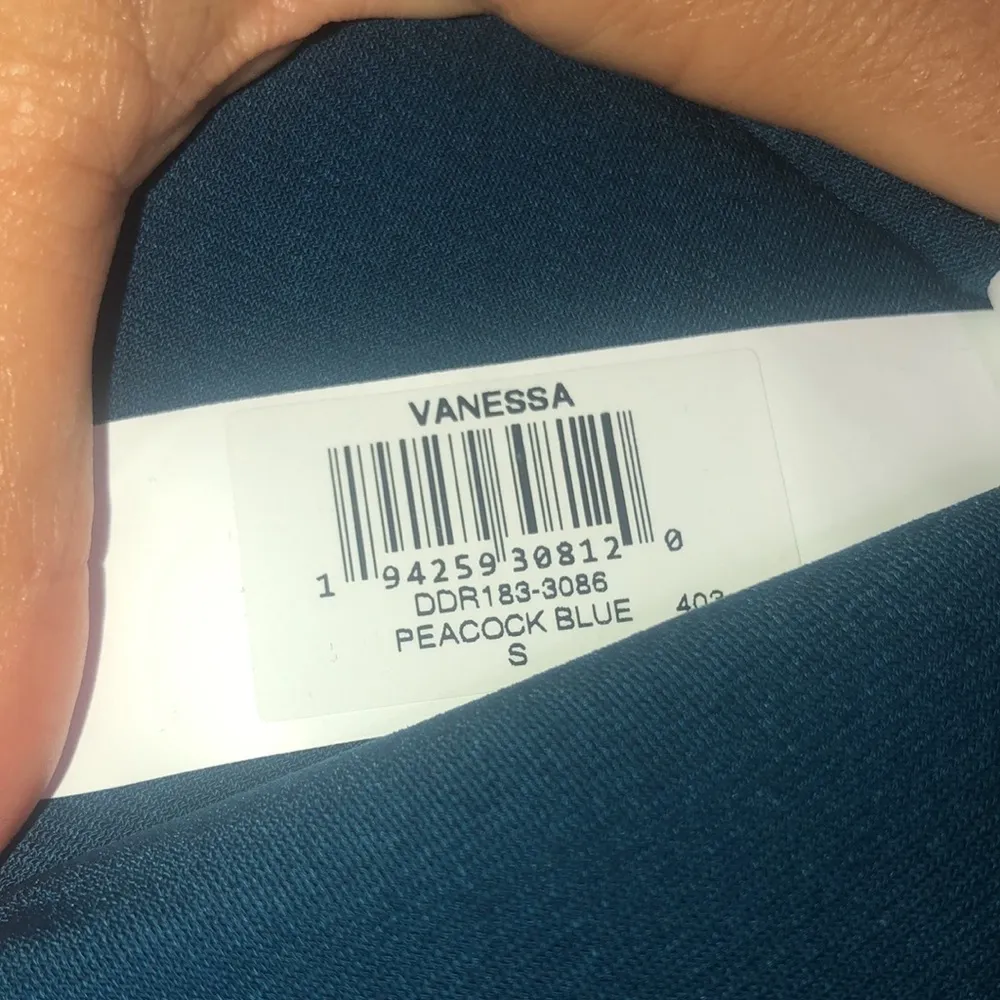 VANESSA
1 94259 30812 0
DDR183-3086
PEACOCK BLUE
S